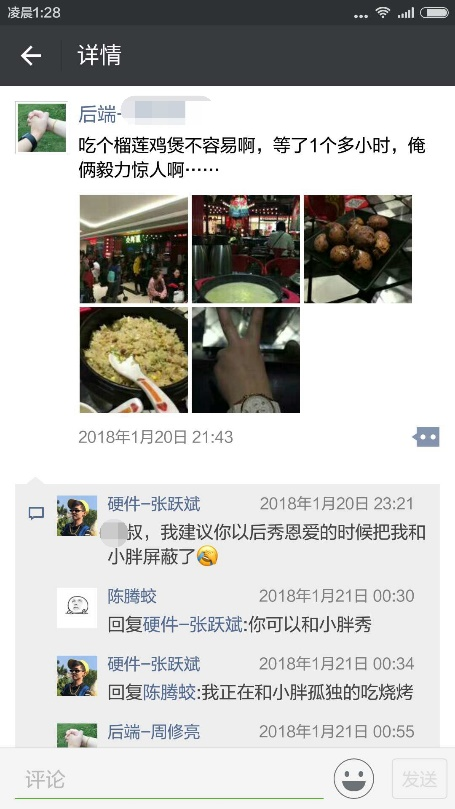 凌晨1:28
详情
后端-
吃个榴莲鸡煲不容易啊，等了1个多小时，俺
俩毅力惊人啊……
2018年1月20日 21:43
硬件-张跃斌 2018年1月20日 23:21
叔，我建议你以后秀恩爱的时候把我和
小胖屏蔽了🤣
陈腾蛟 2018年1月21日 00:30
回复硬件-张跃斌:你可以和小胖秀
硬件-张跃斌 2018年1月21日 00:34
回复陈腾蛟:我正在和小胖孤独的吃烧烤
后端-周修亮 2018年1月21日 00:55
评论 发送